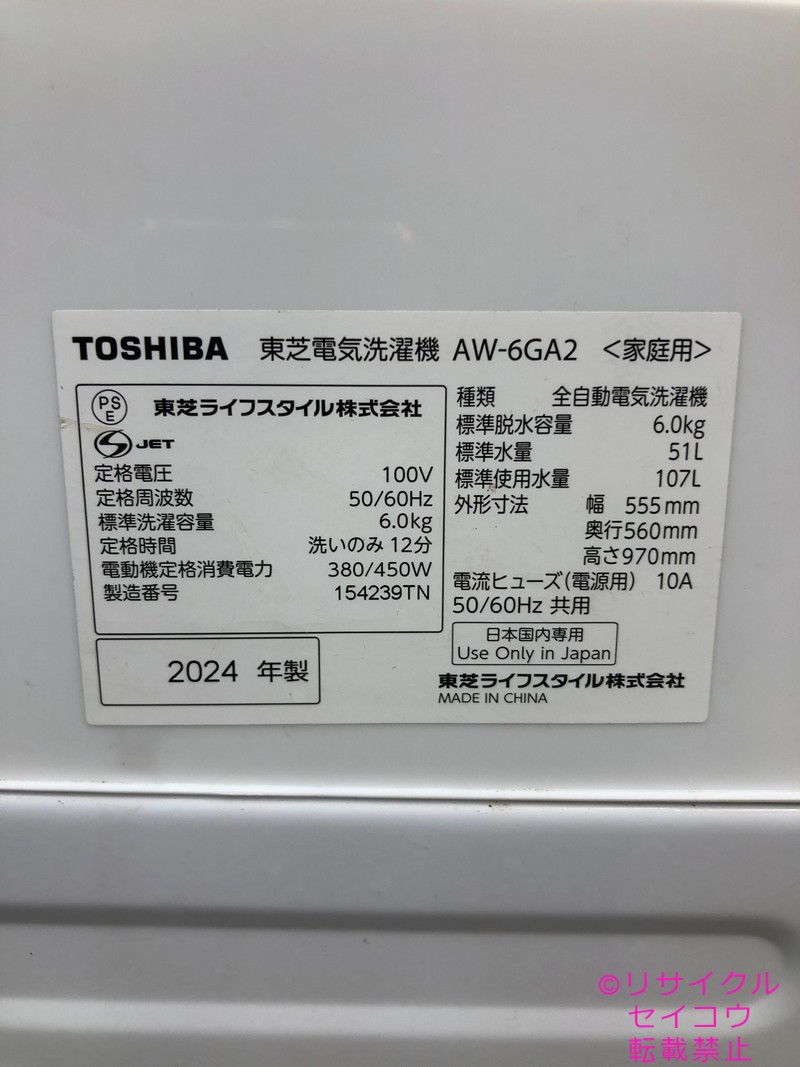 TOSHIBA 東芝電気洗濯機 AW-6GA2 <家庭用>
PS
E
東芝ライフスタイル株式会社
S JET
定格電圧 100V
定格周波数 50/60Hz
標準洗濯容量 6.0kg
定格時間 洗いのみ 12分
電動機定格消費電力 380/450W
製造番号 154239TN
2024 年製
種類 全自動電気洗濯機
標準脱水容量 6.0kg
標準水量 51L
標準使用水量 107L
外形寸法 幅 555mm
奥行560mm
高さ970mm
電流ヒューズ(電源用) 10A
50/60Hz 共用
日本国内専用
Use Only in Japan
東芝ライフスタイル株式会社
MADE IN CHINA
©リサイクル
セイコウ
転載禁止